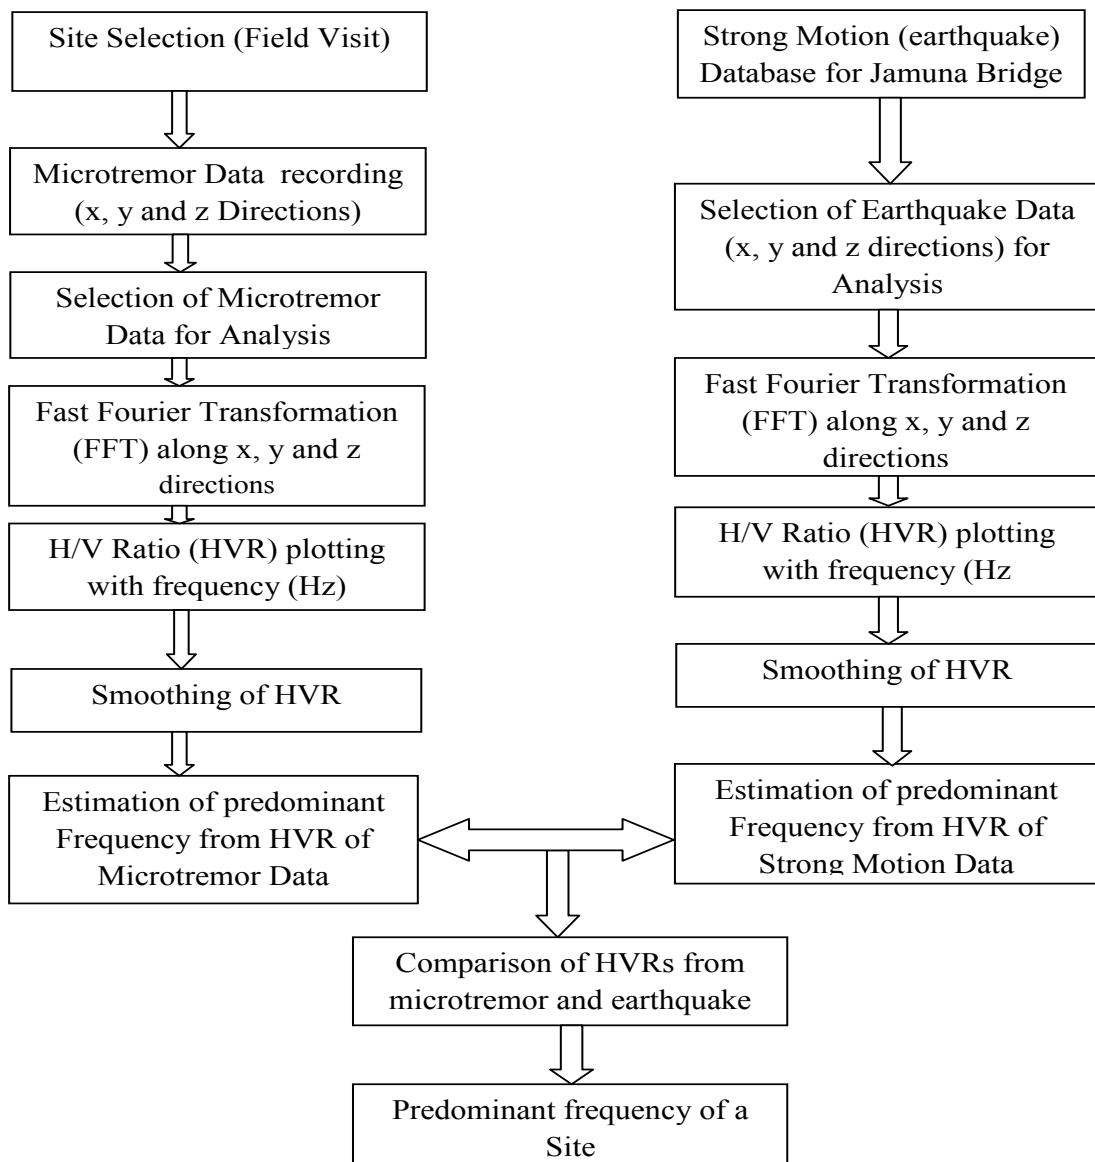 Site Selection (Field Visit)
Microtremor Data  recording
(x, y and z Directions)
Selection of Microtremor
Data for Analysis
Fast Fourier Transformation
(FFT) along x, y and z
directions
H/V Ratio (HVR) plotting
with frequency (Hz)
Smoothing of HVR
Estimation of predominant
Frequency from HVR of
Microtremor Data
Strong Motion (earthquake)
Database for Jamuna Bridge
Selection of Earthquake Data
(x, y and z directions) for
Analysis
Fast Fourier Transformation
(FFT) along x, y and z
directions
H/V Ratio (HVR) plotting
with frequency (Hz
Smoothing of HVR
Estimation of predominant
Frequency from HVR of
Strong Motion Data
Comparison of HVRs from
microtremor and earthquake
Predominant frequency of a
Site